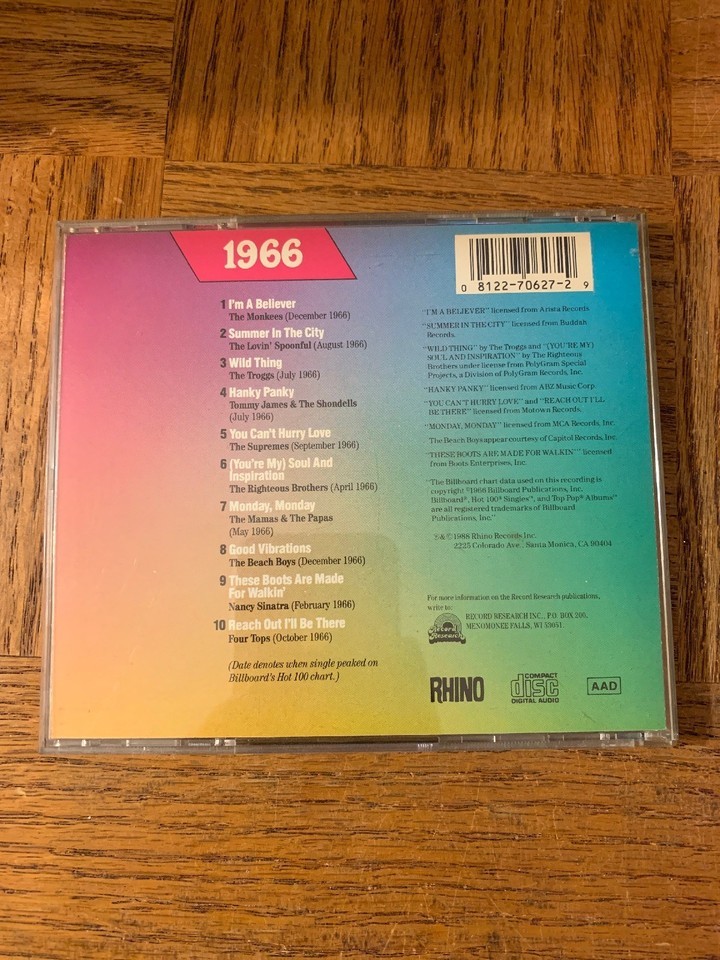 1966
0 8122-70627-2 9
1 I'm A Believer
The Monkees (December 1966)
2 Summer In The City
The Lovin' Spoonful (August 1966)
3 Wild Thing
The Troggs (July 1966)
4 Hanky Panky
Tommy James & The Shondells
(July 1966)
5 You Can't Hurry Love
The Supremes (September 1966)
6 (You're My) Soul And
Inspiration
The Righteous Brothers (April 1966)
7 Monday, Monday
The Mamas & The Papas
(May 1966)
8 Good Vibrations
The Beach Boys (December 1966)
9 These Boots Are Made
For Walkin'
Nancy Sinatra (February 1966)
10 Reach Out I'll Be There
Four Tops (October 1966)
(Date denotes when single peaked on
Billboard's Hot 100 chart.)
"I'M A BELIEVER" licensed from Arista Records
"SUMMER IN THE CITY" licensed from Buddah
Records.
"WILD THING" by The Troggs and "(YOU'RE MY)
SOUL AND INSPIRATION" by The Righteous
Brothers under license from PolyGram Special
Projects, a Division of PolyGram Records, Inc.
"HANKY PANKY" licensed from ABZ Music Corp.
"YOU CAN'T HURRY LOVE" and "REACH OUT I'LL
BE THERE" licensed from Motown Records.
"MONDAY, MONDAY" licensed from MCA Records, Inc.
The Beach Boys appear courtesy of Capitol Records, Inc.
"THESE BOOTS ARE MADE FOR WALKIN'" licensed
from Boots Enterprises, Inc.
"The Billboard chart data used on this recording is
copyright ©1966 Billboard Publications, Inc.
Billboard®, Hot 100® Singles™, and Top Pop® Albums™
are all registered trademarks of Billboard
Publications, Inc."
℗&©1988 Rhino Records Inc.
2225 Colorado Ave., Santa Monica, CA 90404
For more information on the Record Research publications,
write to:
Record Research
RECORD RESEARCH INC., P.O. BOX 200,
MENOMONEE FALLS, WI 53051.
RHINO
COMPACT
disc
DIGITAL AUDIO
AAD